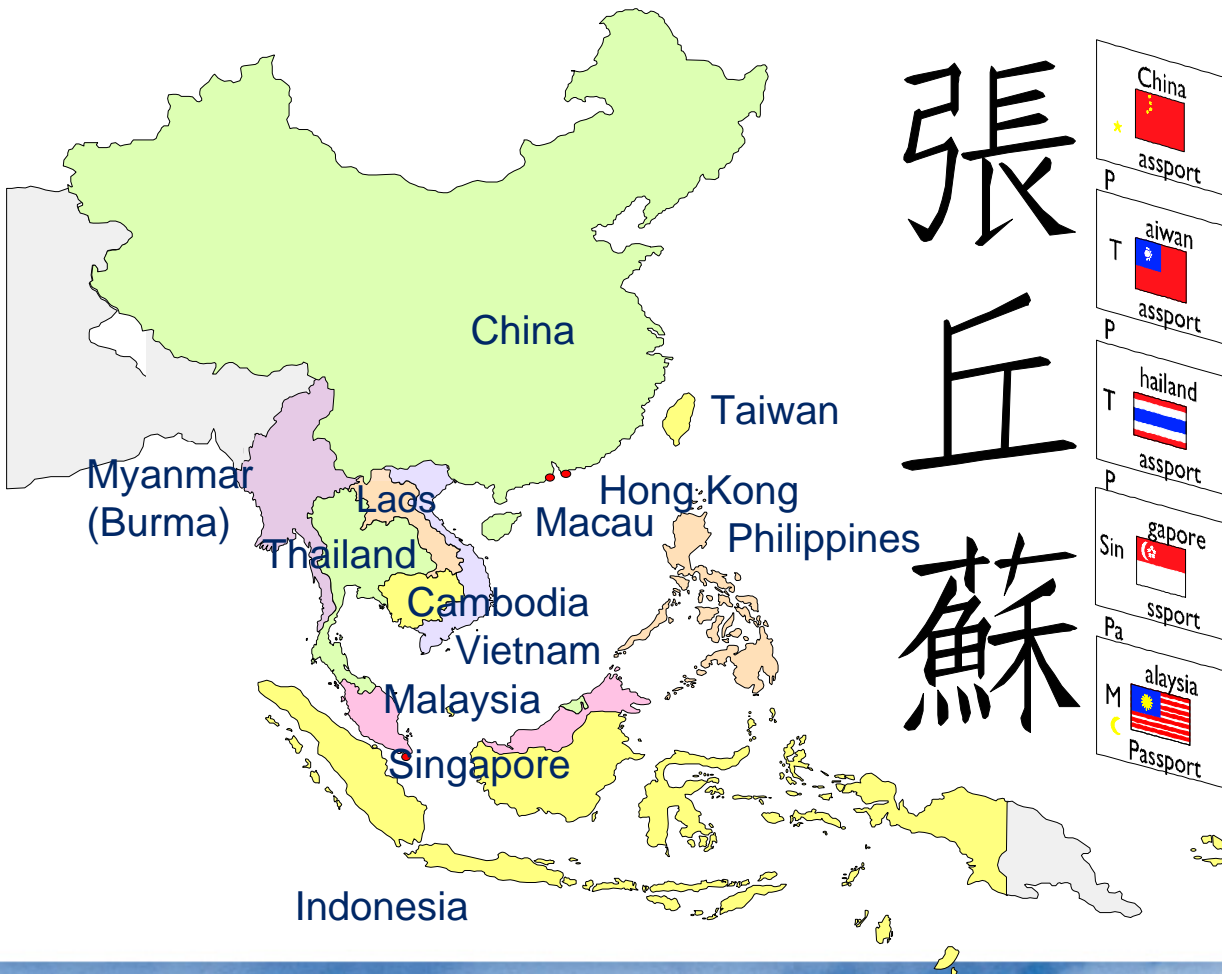 China
Taiwan
Myanmar
(Burma)
Laos
Hong Kong
Macau
Philippines
Thailand
Cambodia
Vietnam
Malaysia
Singapore
Indonesia
張
丘
蘇
China
assport
P
aiwan
T
assport
P
hailand
T
assport
P
gapore
Sin
ssport
Pa
alaysia
M
Passport